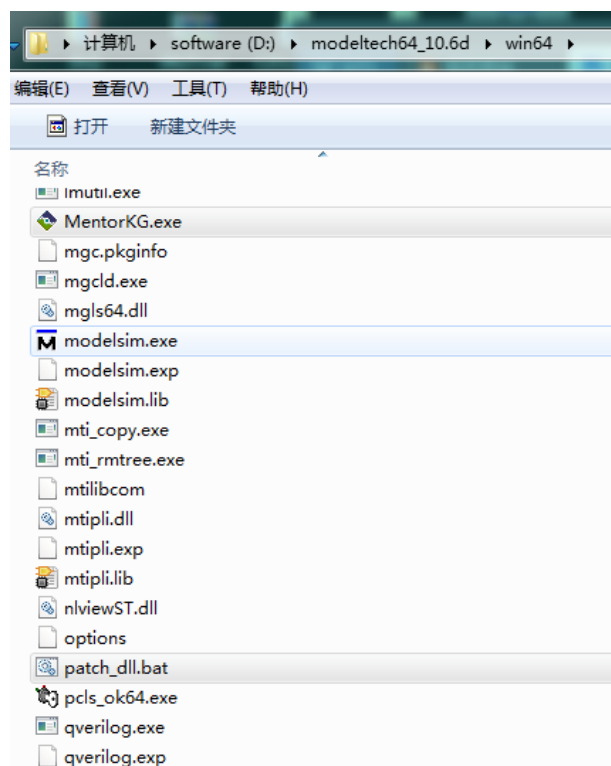 计算机 software (D:) modeltech64_10.6d win64
编辑(E) 查看(V) 工具(T) 帮助(H)
打开 新建文件夹
名称
lmutil.exe
MentorKG.exe
mgc.pkginfo
mgcld.exe
mgls64.dll
modelsim.exe
modelsim.exp
modelsim.lib
mti_copy.exe
mti_rmtree.exe
mtilibcom
mtipli.dll
mtipli.exp
mtipli.lib
nlviewST.dll
options
patch_dll.bat
pcls_ok64.exe
qverilog.exe
qverilog.exp